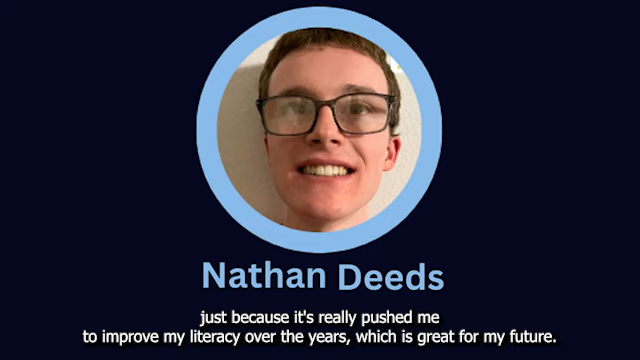 Nathan Deeds
just because it's really pushed me
to improve my literacy over the years, which is great for my future.